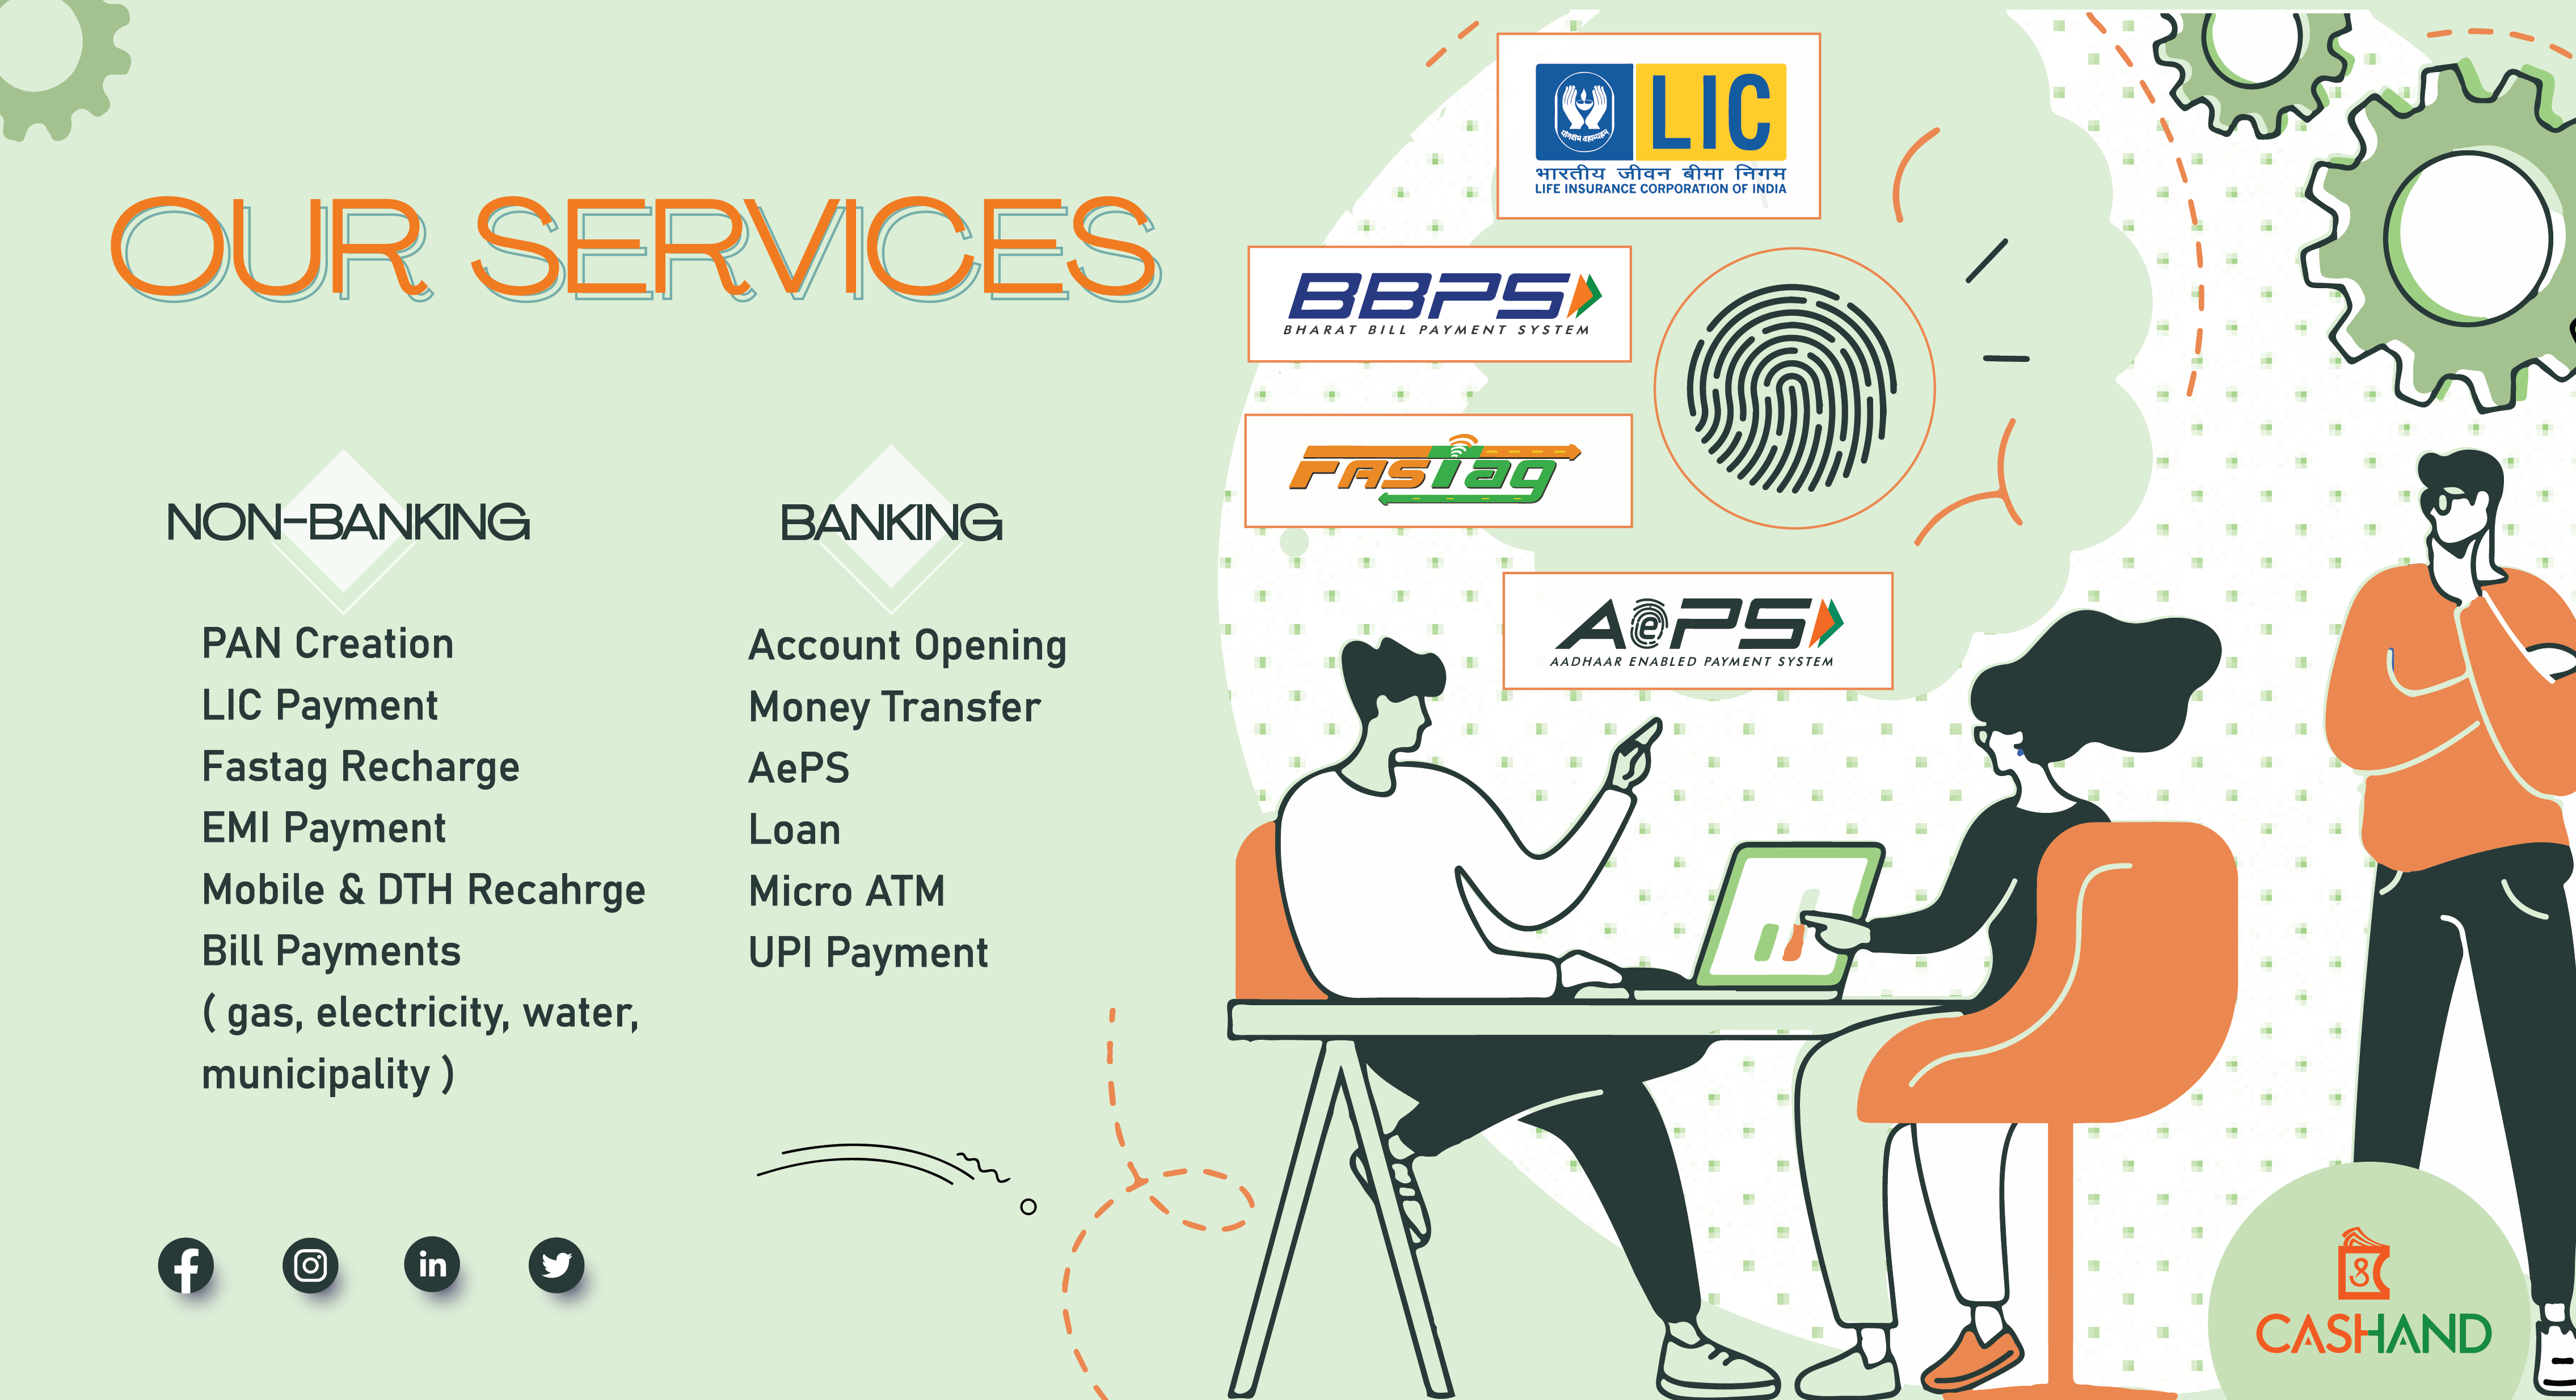 OUR SERVICES
NON-BANKING
PAN Creation
LIC Payment
Fastag Recharge
EMI Payment
Mobile & DTH Recahrge
Bill Payments
( gas, electricity, water,
municipality )
BANKING
Account Opening
Money Transfer
AePS
Loan
Micro ATM
UPI Payment
LIC
भारतीय जीवन बीमा निगम
LIFE INSURANCE CORPORATION OF INDIA
BBPS
BHARAT BILL PAYMENT SYSTEM
FASTag
AePS
AADHAAR ENABLED PAYMENT SYSTEM
in
CASHAND